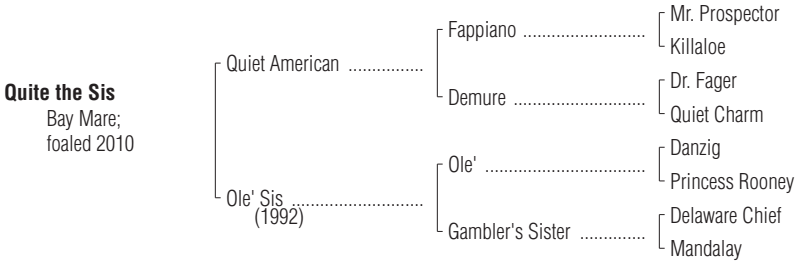 Quite the Sis
Bay Mare;
foaled 2010
Quiet American ................
Ole' Sis ............................
(1992)
Fappiano ..........................
Demure ............................
Ole' ..................................
Gambler's Sister ..............
Mr. Prospector
Killaloe
Dr. Fager
Quiet Charm
Danzig
Princess Rooney
Delaware Chief
Mandalay